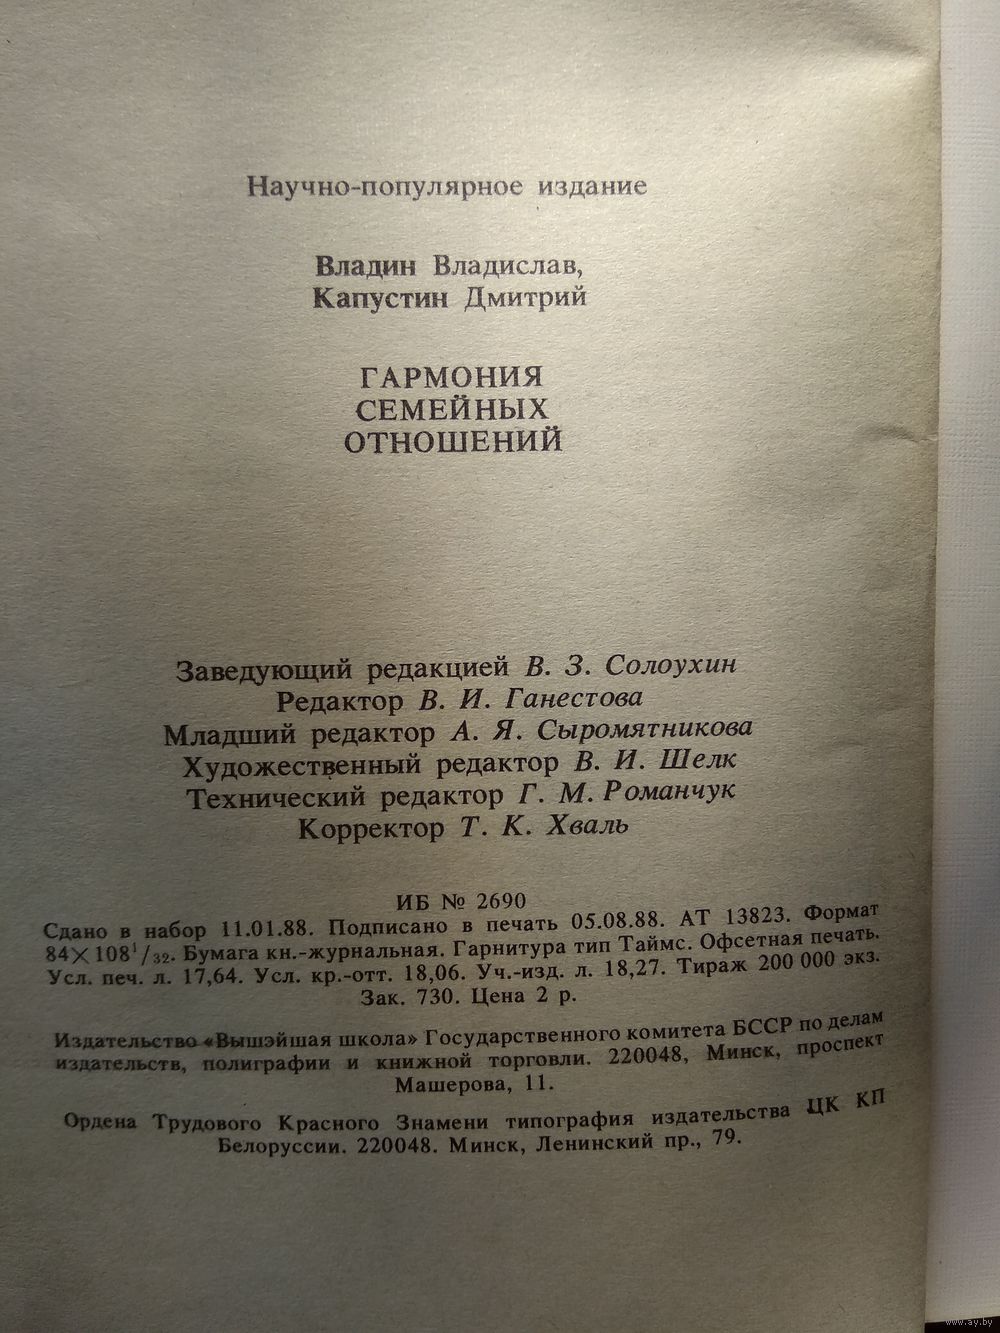 Научно-популярное издание
Владин Владислав,
Капустин Дмитрий
ГАРМОНИЯ
СЕМЕЙНЫХ
ОТНОШЕНИЙ
Заведующий редакцией В. З. Солоухин
Редактор В. И. Ганестова
Младший редактор А. Я. Сыромятникова
Художественный редактор В. И. Шелк
Технический редактор Г. М. Романчук
Корректор Т. К. Хваль
ИБ № 2690
Сдано в набор 11.01.88. Подписано в печать 05.08.88. АТ 13823. Формат
84×108¹/₃₂. Бумага кн.-журнальная. Гарнитура тип Таймс. Офсетная печать.
Усл. печ. л. 17,64. Усл. кр.-отт. 18,06. Уч.-изд. л. 18,27. Тираж 200 000 экз.
Зак. 730. Цена 2 р.
Издательство «Вышэйшая школа» Государственного комитета БССР по делам
издательств, полиграфии и книжной торговли. 220048, Минск, проспект
Машерова, 11.
Ордена Трудового Красного Знамени типография издательства ЦК КП
Белоруссии. 220048. Минск, Ленинский пр., 79.
www.ay.by